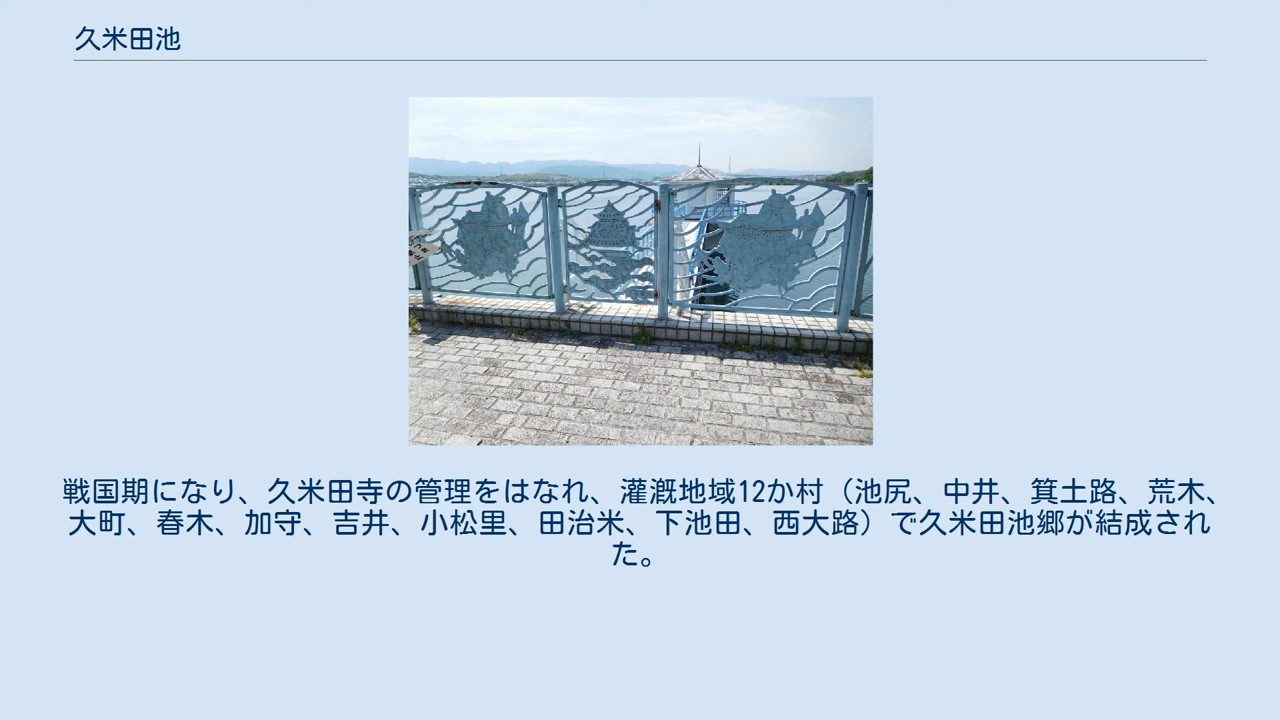 久米田池
戦国期になり、久米田寺の管理をはなれ、灌漑地域12か村（池尻、中井、箕土路、荒木、
大町、春木、加守、吉井、小松里、田治米、下池田、西大路）で久米田池郷が結成され
た。